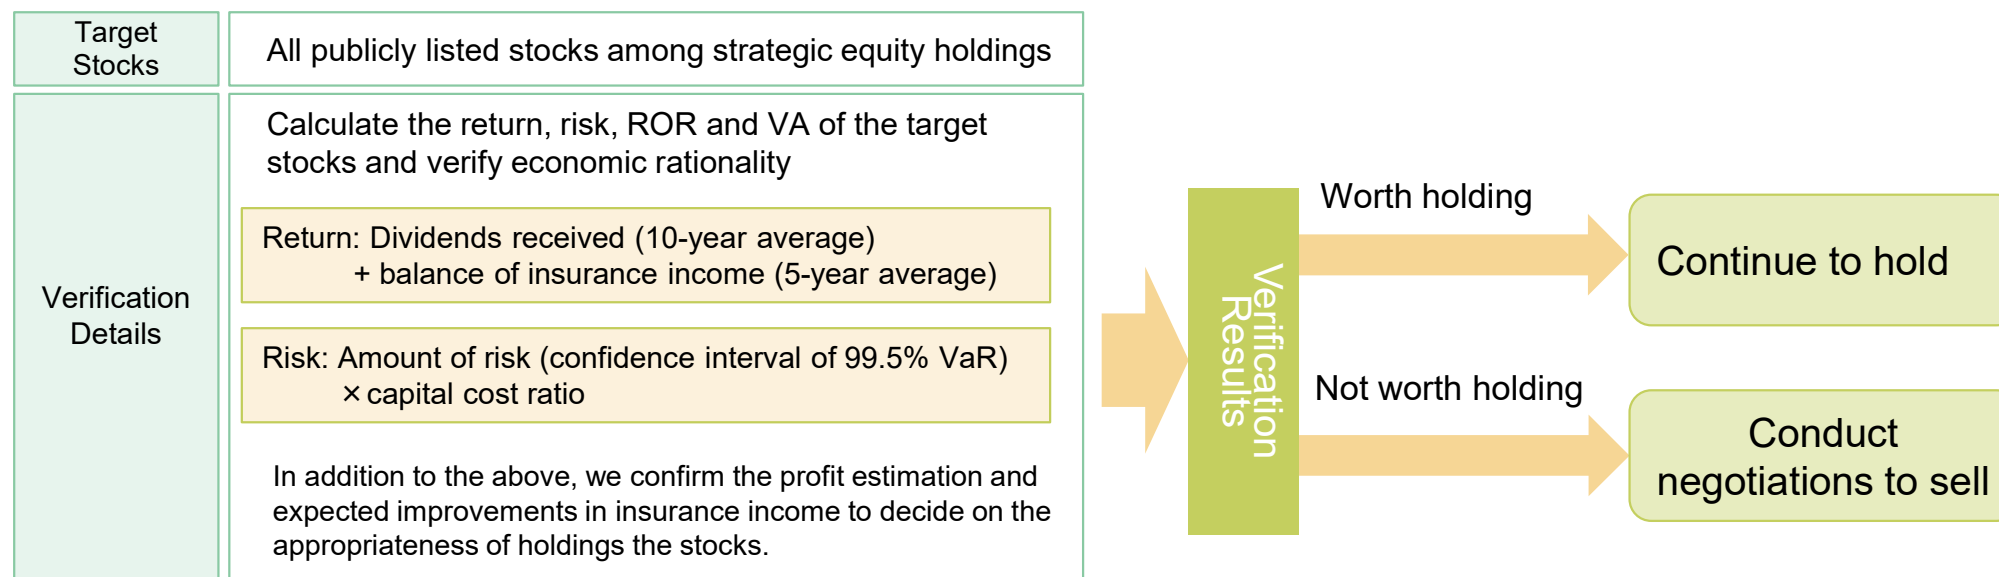 Target
Stocks
All publicly listed stocks among strategic equity holdings
Verification
Details
Calculate the return, risk, ROR and VA of the target
stocks and verify economic rationality
Return: Dividends received (10-year average)
+ balance of insurance income (5-year average)
Risk: Amount of risk (confidence interval of 99.5% VaR)
× capital cost ratio
In addition to the above, we confirm the profit estimation and
expected improvements in insurance income to decide on the
appropriateness of holdings the stocks.
Verification
Results
Worth holding
Continue to hold
Not worth holding
Conduct
negotiations to sell